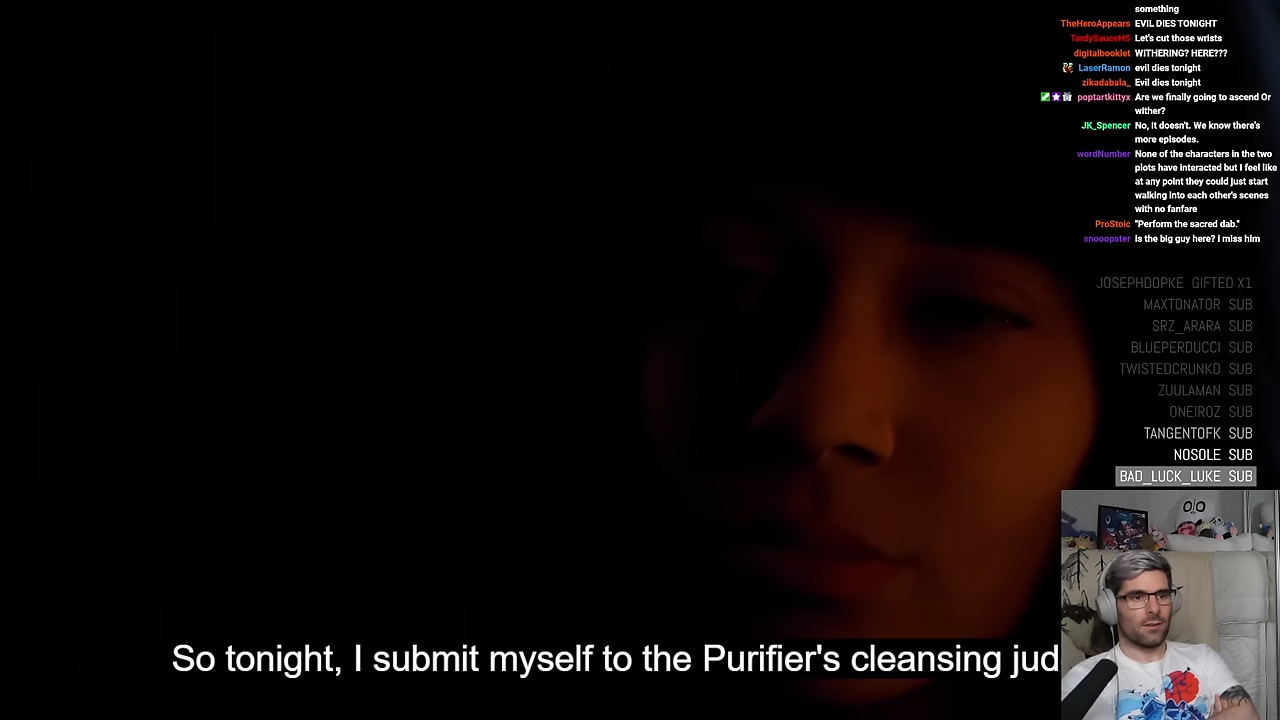 something
TheHeroAppears EVIL DIES TONIGHT
TardySauceHS Let's cut those wrists
digitalbooklet WITHERING? HERE???
LaserRamon evil dies tonight
zikadabala_ Evil dies tonight
poptartkittyx Are we finally going to ascend Or
wither?
JK_Spencer No, it doesn't. We know there's
more episodes.
wordNumber None of the characters in the two
plots have interacted but I feel like
at any point they could just start
walking into each other's scenes
with no fanfare
ProStoic "Perform the sacred dab."
snooopster is the big guy here? i miss him
JOSEPHDOPKE GIFTED X1
MAXTONATOR SUB
SRZ_ARARA SUB
BLUEPERDUCCI SUB
TWISTEDCRUNKD SUB
ZUULAMAN SUB
ONEIROZ SUB
TANGENTOFK SUB
NOSOLE SUB
BAD_LUCK_LUKE SUB
So tonight, I submit myself to the Purifier's cleansing jud